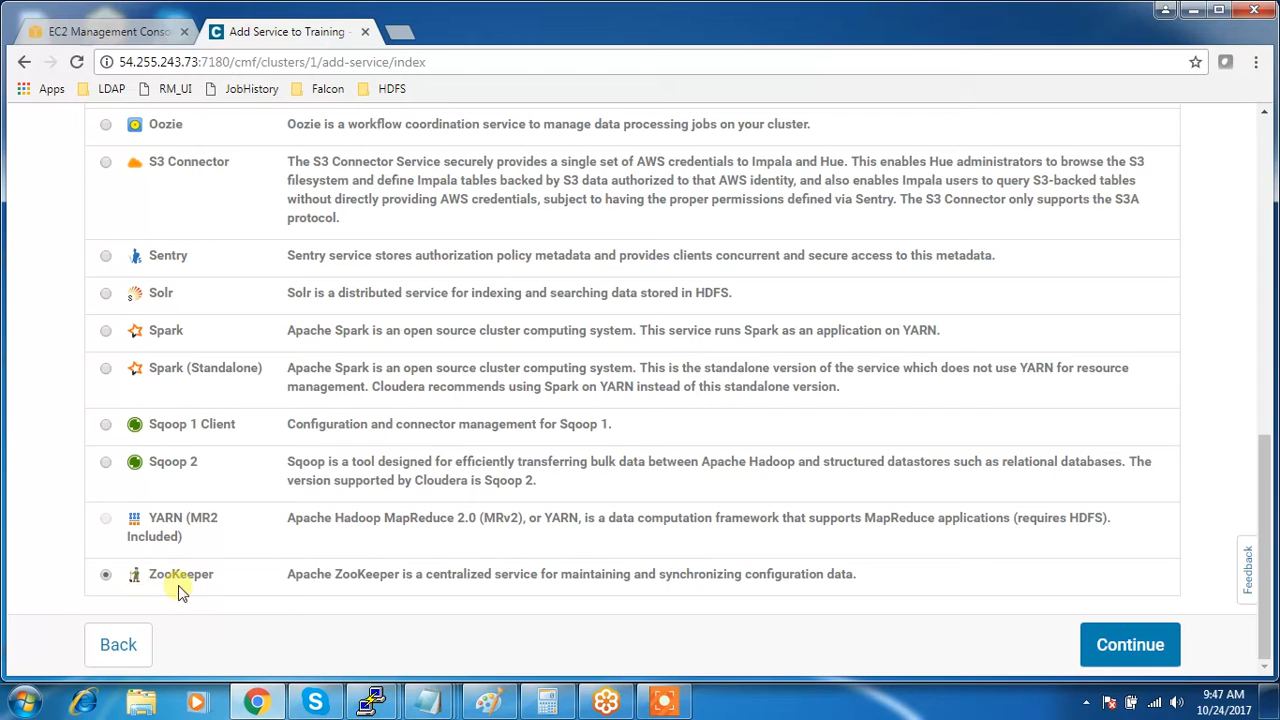 EC2 Management Conso
Add Service to Training -
54.255.243.73:7180/cmf/clusters/1/add-service/index
Apps LDAP RM_UI JobHistory Falcon HDFS
Oozie Oozie is a workflow coordination service to manage data processing jobs on your cluster.
S3 Connector The S3 Connector Service securely provides a single set of AWS credentials to Impala and Hue. This enables Hue administrators to browse the S3
filesystem and define Impala tables backed by S3 data authorized to that AWS identity, and also enables Impala users to query S3-backed tables
without directly providing AWS credentials, subject to having the proper permissions defined via Sentry. The S3 Connector only supports the S3A
protocol.
Sentry Sentry service stores authorization policy metadata and provides clients concurrent and secure access to this metadata.
Solr Solr is a distributed service for indexing and searching data stored in HDFS.
Spark Apache Spark is an open source cluster computing system. This service runs Spark as an application on YARN.
Spark (Standalone) Apache Spark is an open source cluster computing system. This is the standalone version of the service which does not use YARN for resource
management. Cloudera recommends using Spark on YARN instead of this standalone version.
Sqoop 1 Client Configuration and connector management for Sqoop 1.
Sqoop 2 Sqoop is a tool designed for efficiently transferring bulk data between Apache Hadoop and structured datastores such as relational databases. The
version supported by Cloudera is Sqoop 2.
YARN (MR2 Apache Hadoop MapReduce 2.0 (MRv2), or YARN, is a data computation framework that supports MapReduce applications (requires HDFS).
Included)
ZooKeeper Apache ZooKeeper is a centralized service for maintaining and synchronizing configuration data.
Feedback
Back
Continue
9:47 AM
10/24/2017